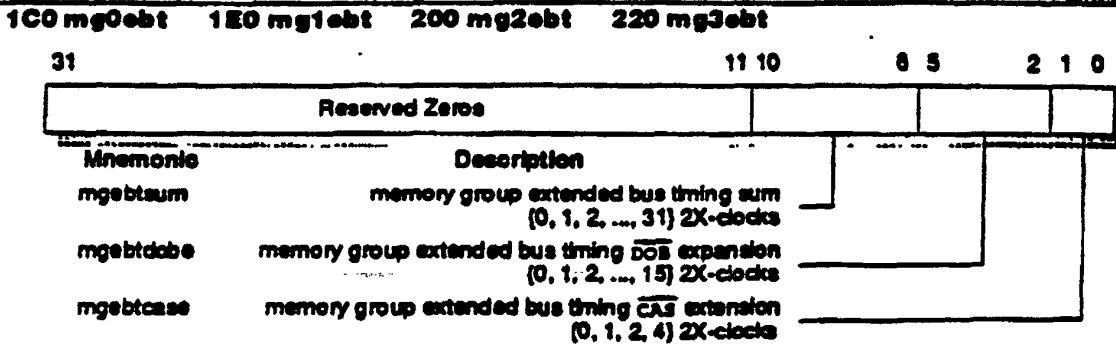 1C0 mg0ebt 1E0 mg1ebt 200 mg2ebt 220 mg3ebt
31 11 10 6 5 2 1 0
Reserved Zeros
Mnemonic Description
mgebtsum memory group extended bus timing sum
{0, 1, 2, ..., 31} 2X-clocks
mgebtdobe memory group extended bus timing DOB expansion
{0, 1, 2, ..., 15} 2X-clocks
mgebtcase memory group extended bus timing CAS extension
{0, 1, 2, 4} 2X-clocks